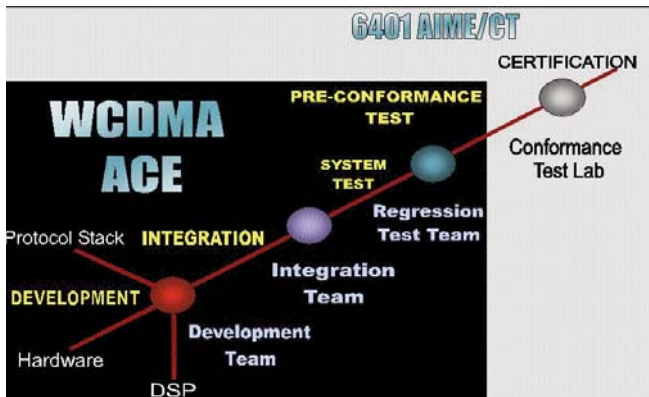 6401 AIME/CT
CERTIFICATION
PRE-CONFORMANCE
TEST
WCDMA
ACE
Conformance
Test Lab
SYSTEM
TEST
Regression
Test Team
Protocol Stack
INTEGRATION
Integration
Team
DEVELOPMENT
Development
Team
Hardware
DSP